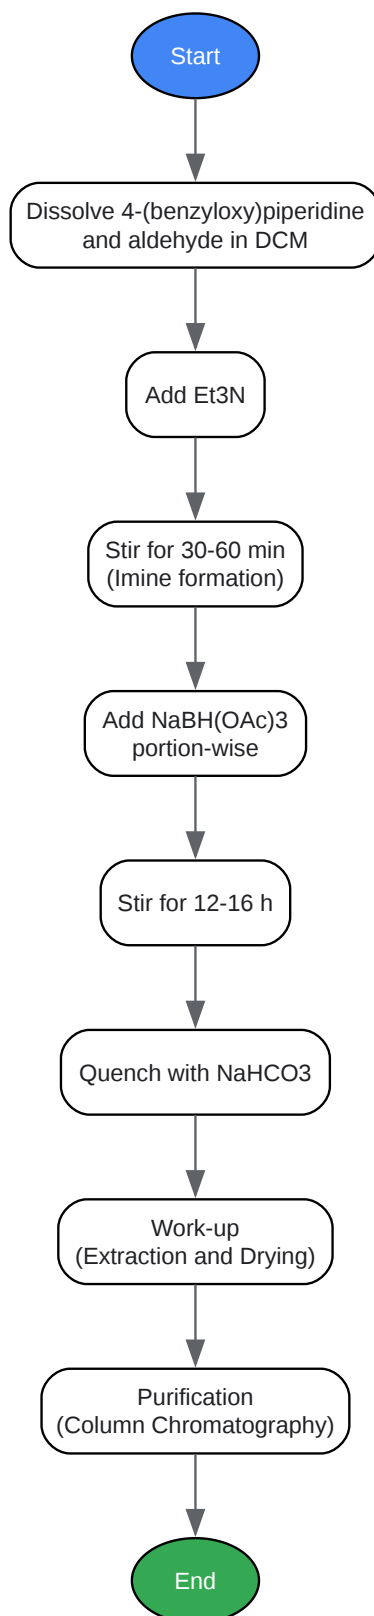 Start
Dissolve 4-(benzyloxy)piperidine
and aldehyde in DCM
Add Et3N
Stir for 30-60 min
(Imine formation)
Add NaBH(OAc)3
portion-wise
Stir for 12-16 h
Quench with NaHCO3
Work-up
(Extraction and Drying)
Purification
(Column Chromatography)
End